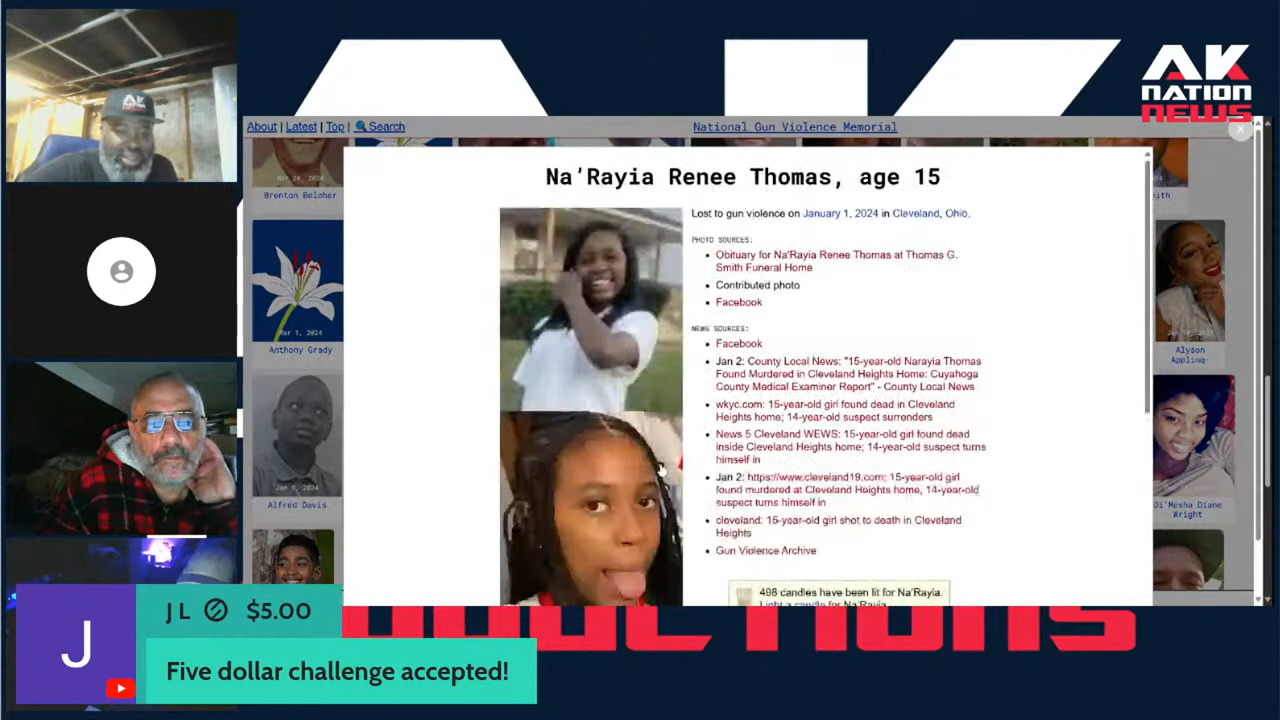 AK
NATION
NEWS
About | Latest | Top | Search
National Gun Violence Memorial
Brenton Belcher
Mar 1, 2024
Anthony Grady
Jan 9, 2024
Alfred Davis
Na’Rayia Renee Thomas, age 15
Lost to gun violence on January 1, 2024 in Cleveland, Ohio.
PHOTO SOURCES:
Obituary for Na'Rayia Renee Thomas at Thomas G.
Smith Funeral Home
Contributed photo
Facebook
NEWS SOURCES:
Facebook
Jan 2: County Local News: "15-year-old Narayia Thomas
Found Murdered in Cleveland Heights Home: Cuyahoga
County Medical Examiner Report" - County Local News
wkyc.com: 15-year-old girl found dead in Cleveland
Heights home; 14-year-old suspect surrenders
News 5 Cleveland WEWS: 15-year-old girl found dead
inside Cleveland Heights home; 14-year-old suspect turns
himself in
Jan 2: https://www.cleveland19.com: 15-year-old girl
found murdered at Cleveland Heights home, 14-year-old
suspect turns himself in
cleveland: 15-year-old girl shot to death in Cleveland
Heights
Gun Violence Archive
498 candles have been lit for Na'Rayia.
Light a candle for Na'Rayia
Alyson
Appling-
Di'Mesha Diane
Wright
J
J L $5.00
Five dollar challenge accepted!